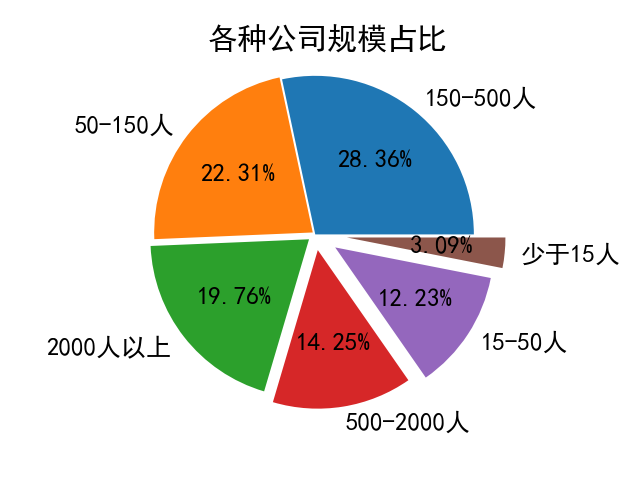 各种公司规模占比
150-500人
50-150人
28.36%
22.31%
3.09%
少于15人
19.76%
12.23%
14.25%
15-50人
2000人以上
500-2000人